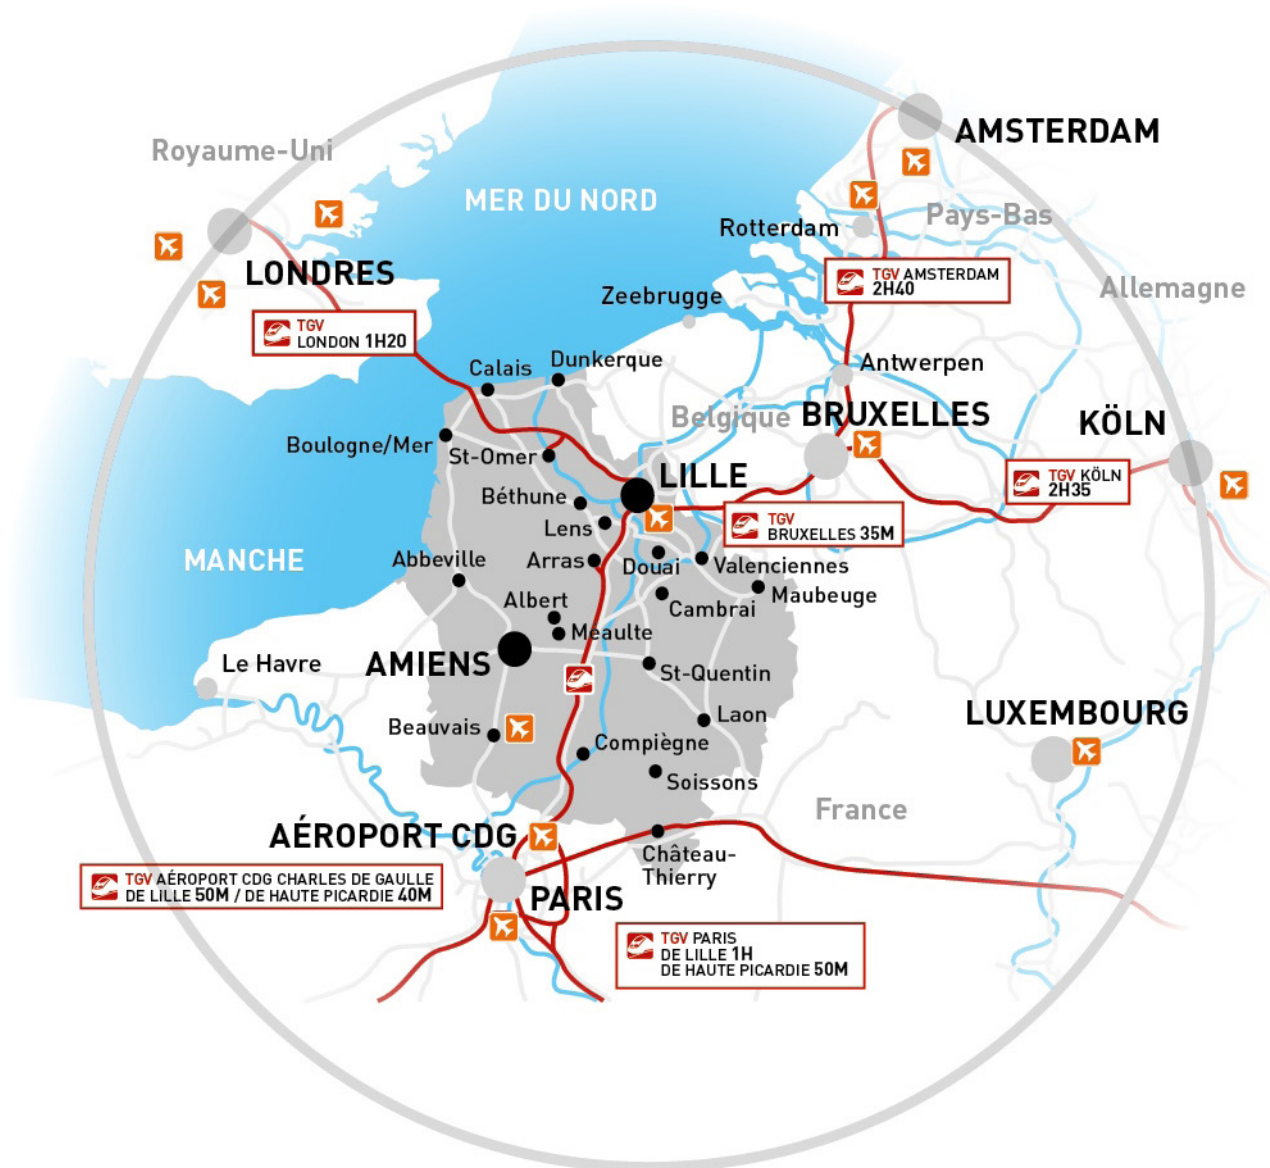 AMSTERDAM
Royaume-Uni
MER DU NORD
Pays-Bas
Rotterdam
LONDRES
TGV AMSTERDAM
2H40
Allemagne
Zeebrugge
TGV
LONDON 1H20
Calais
Dunkerque
Antwerpen
Belgique
BRUXELLES
KÖLN
Boulogne/Mer
St-Omer
LILLE
TGV KÖLN
2H35
Béthune
Lens
TGV
BRUXELLES 35M
MANCHE
Abbeville
Arras
Douai
Valenciennes
Maubeuge
Albert
Cambrai
Meaulte
Le Havre
AMIENS
St-Quentin
Laon
LUXEMBOURG
Beauvais
Compiègne
Soissons
France
AÉROPORT CDG
Château-
Thierry
TGV AÉROPORT CDG CHARLES DE GAULLE
DE LILLE 50M / DE HAUTE PICARDIE 40M
PARIS
TGV PARIS
DE LILLE 1H
DE HAUTE PICARDIE 50M